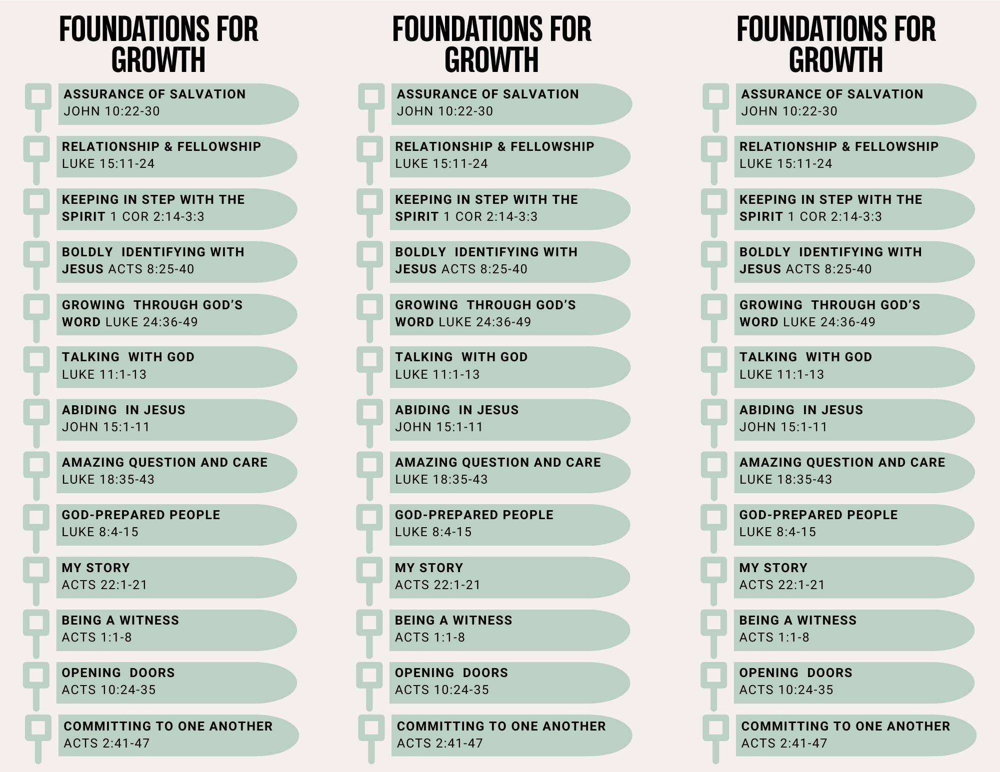 FOUNDATIONS FOR
GROWTH
ASSURANCE OF SALVATION
JOHN 10:22-30
RELATIONSHIP & FELLOWSHIP
LUKE 15:11-24
KEEPING IN STEP WITH THE
SPIRIT 1 COR 2:14-3:3
BOLDLY IDENTIFYING WITH
JESUS ACTS 8:25-40
GROWING THROUGH GOD'S
WORD LUKE 24:36-49
TALKING WITH GOD
LUKE 11:1-13
ABIDING IN JESUS
JOHN 15:1-11
AMAZING QUESTION AND CARE
LUKE 18:35-43
GOD-PREPARED PEOPLE
LUKE 8:4-15
MY STORY
ACTS 22:1-21
BEING A WITNESS
ACTS 1:1-8
OPENING DOORS
ACTS 10:24-35
COMMITTING TO ONE ANOTHER
ACTS 2:41-47
FOUNDATIONS FOR
GROWTH
ASSURANCE OF SALVATION
JOHN 10:22-30
RELATIONSHIP & FELLOWSHIP
LUKE 15:11-24
KEEPING IN STEP WITH THE
SPIRIT 1 COR 2:14-3:3
BOLDLY IDENTIFYING WITH
JESUS ACTS 8:25-40
GROWING THROUGH GOD'S
WORD LUKE 24:36-49
TALKING WITH GOD
LUKE 11:1-13
ABIDING IN JESUS
JOHN 15:1-11
AMAZING QUESTION AND CARE
LUKE 18:35-43
GOD-PREPARED PEOPLE
LUKE 8:4-15
MY STORY
ACTS 22:1-21
BEING A WITNESS
ACTS 1:1-8
OPENING DOORS
ACTS 10:24-35
COMMITTING TO ONE ANOTHER
ACTS 2:41-47
FOUNDATIONS FOR
GROWTH
ASSURANCE OF SALVATION
JOHN 10:22-30
RELATIONSHIP & FELLOWSHIP
LUKE 15:11-24
KEEPING IN STEP WITH THE
SPIRIT 1 COR 2:14-3:3
BOLDLY IDENTIFYING WITH
JESUS ACTS 8:25-40
GROWING THROUGH GOD'S
WORD LUKE 24:36-49
TALKING WITH GOD
LUKE 11:1-13
ABIDING IN JESUS
JOHN 15:1-11
AMAZING QUESTION AND CARE
LUKE 18:35-43
GOD-PREPARED PEOPLE
LUKE 8:4-15
MY STORY
ACTS 22:1-21
BEING A WITNESS
ACTS 1:1-8
OPENING DOORS
ACTS 10:24-35
COMMITTING TO ONE ANOTHER
ACTS 2:41-47